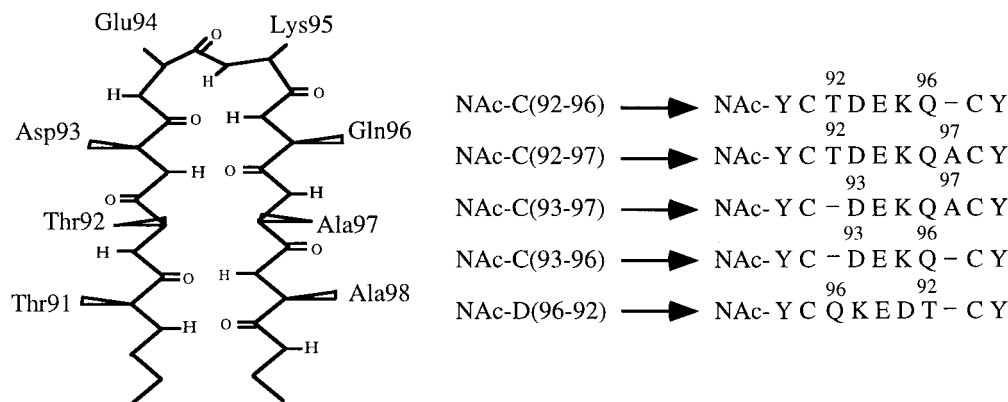 Glu94
Lys95
O
H
H
O
O
H
Asp93
Gln96
H
O
O
H
Thr92
Ala97
H
O
O
H
Thr91
Ala98
H
O
H
92 96
NAc-C(92-96) NAc- Y C T D E K Q – C Y
92 97
NAc-C(92-97) NAc- Y C T D E K Q A C Y
93 97
NAc-C(93-97) NAc- Y C – D E K Q A C Y
93 96
NAc-C(93-96) NAc- Y C – D E K Q – C Y
96 92
NAc-D(96-92) NAc- Y C Q K E D T – C Y